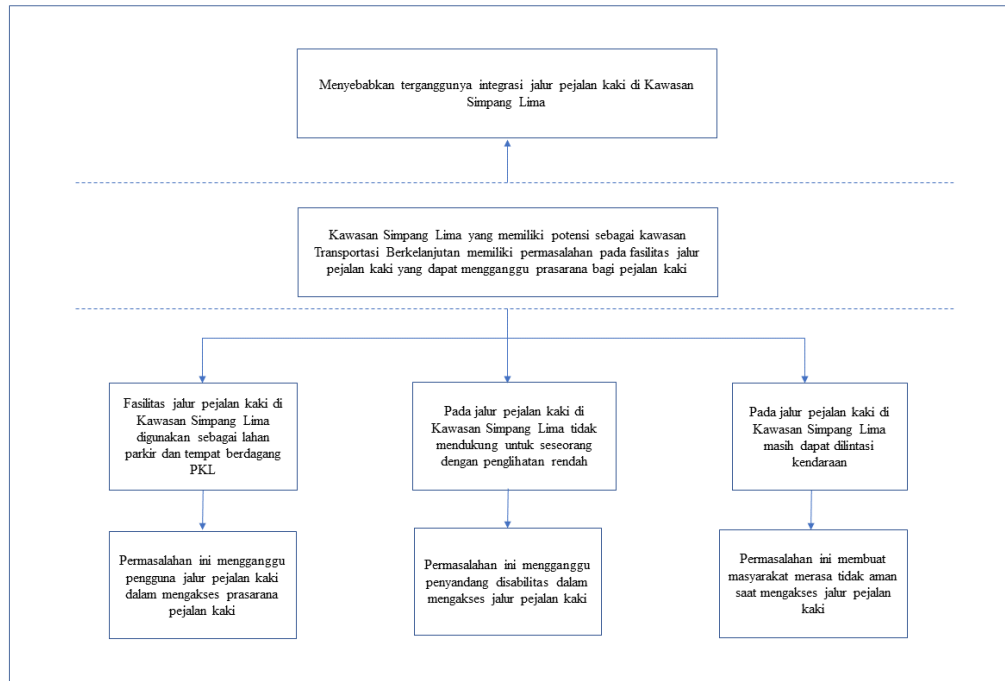 Menyebabkan terganggunya integrasi jalur pejalan kaki di Kawasan
Simpang Lima
Kawasan Simpang Lima yang memiliki potensi sebagai kawasan
Transportasi Berkelanjutan memiliki permasalahan pada fasilitas jalur
pejalan kaki yang dapat mengganggu prasarana bagi pejalan kaki
Fasilitas jalur pejalan kaki di
Kawasan Simpang Lima
digunakan sebagai lahan
parkir dan tempat berdagang
PKL
Pada jalur pejalan kaki di
Kawasan Simpang Lima tidak
mendukung untuk seseorang
dengan penglihatan rendah
Pada jalur pejalan kaki di
Kawasan Simpang Lima
masih dapat dilintasi
kendaraan
Permasalahan ini mengganggu
pengguna jalur pejalan kaki
dalam mengakses prasarana
pejalan kaki
Permasalahan ini mengganggu
penyandang disabilitas dalam
mengakses jalur pejalan kaki
Permasalahan ini membuat
masyarakat merasa tidak aman
saat mengakses jalur pejalan
kaki